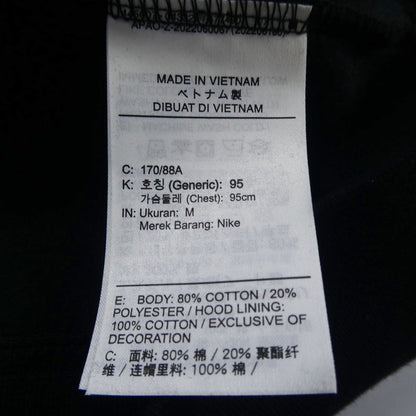 MADE IN VIETNAM
ベトナム製
DIBUAT DI VIETNAM
C: 170/88A
K: 호칭 (Generic): 95
가슴둘레 (Chest): 95cm
IN: Ukuran: M
Merek Barang: Nike
E: BODY: 80% COTTON / 20%
POLYESTER / HOOD LINING:
100% COTTON / EXCLUSIVE OF
DECORATION
C: 面料: 80% 棉 / 20% 聚酯纤
维 / 连帽里料: 100% 棉 /